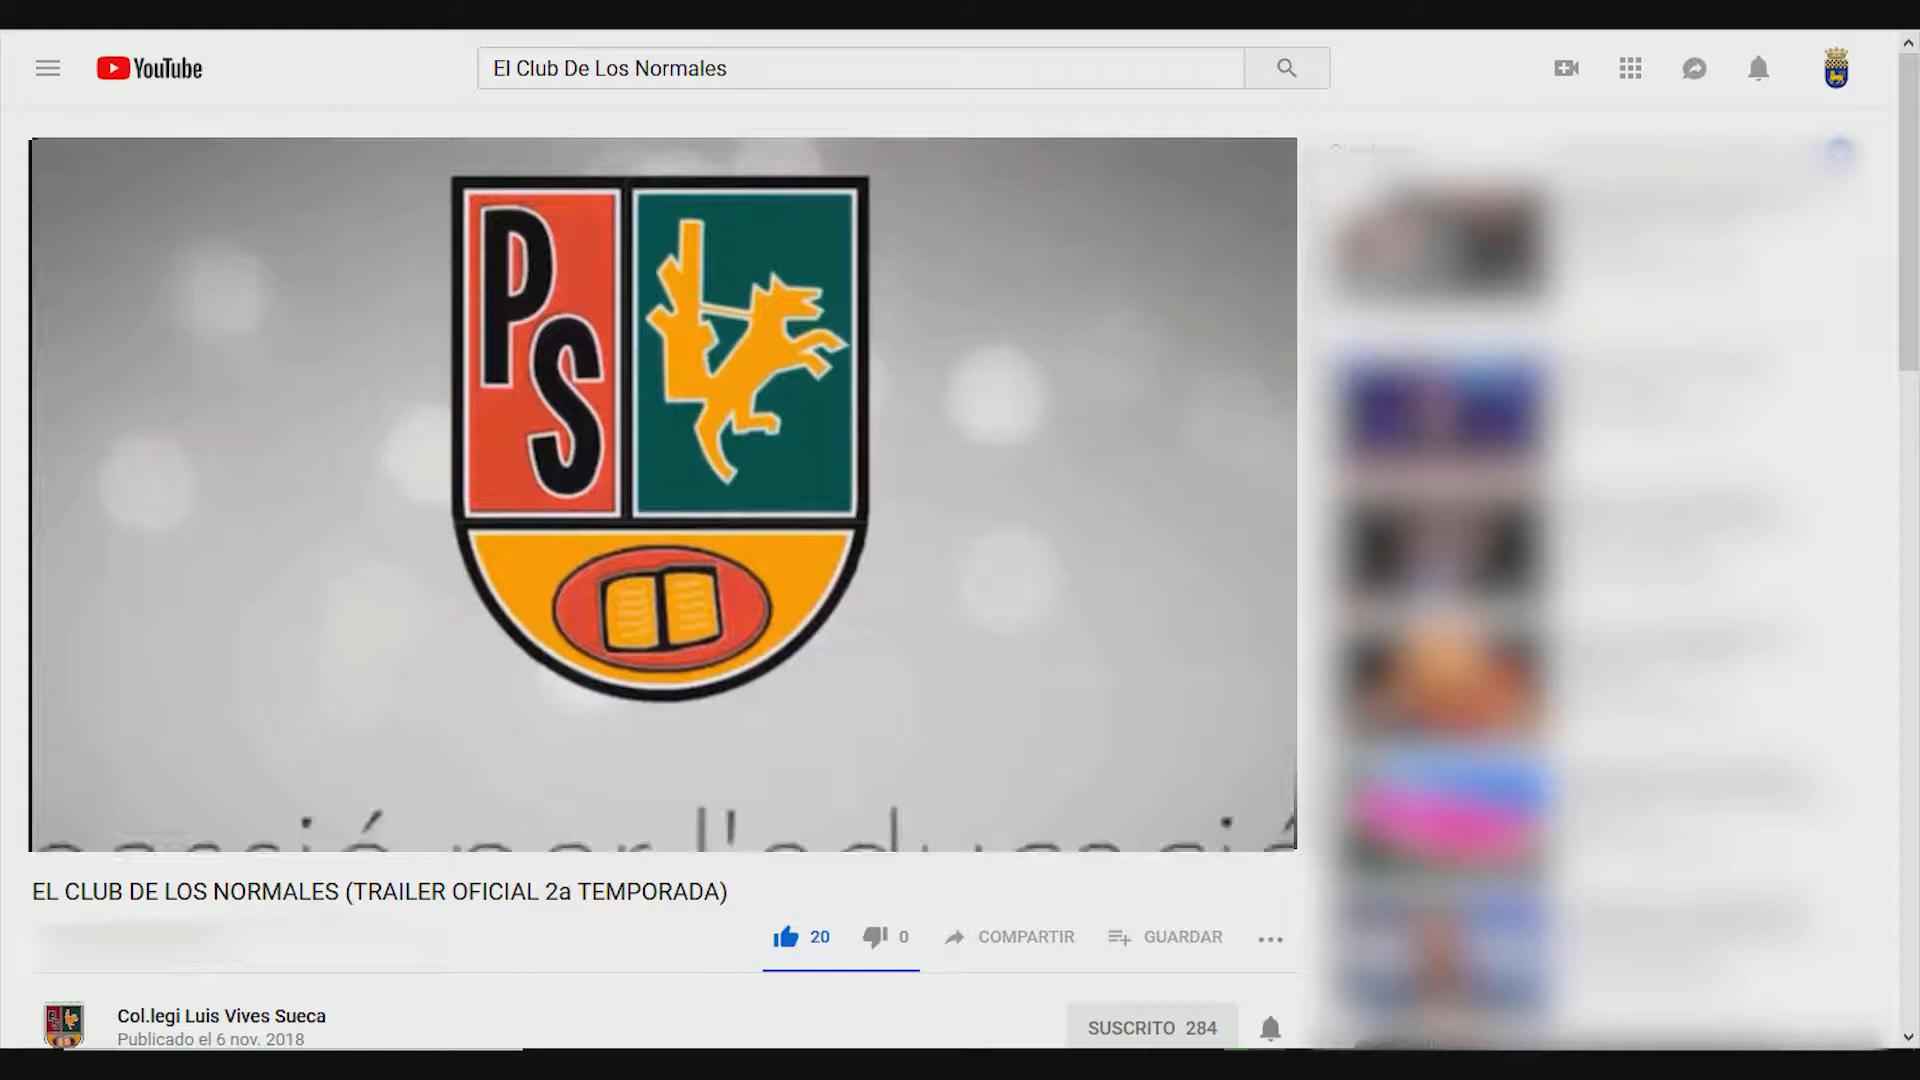 YouTube
El Club De Los Normales
PS
EL CLUB DE LOS NORMALES (TRAILER OFICIAL 2a TEMPORADA)
20
0
COMPARTIR
GUARDAR
Col.legi Luis Vives Sueca
SUSCRITO 284
Publicado el 6 nov. 2018